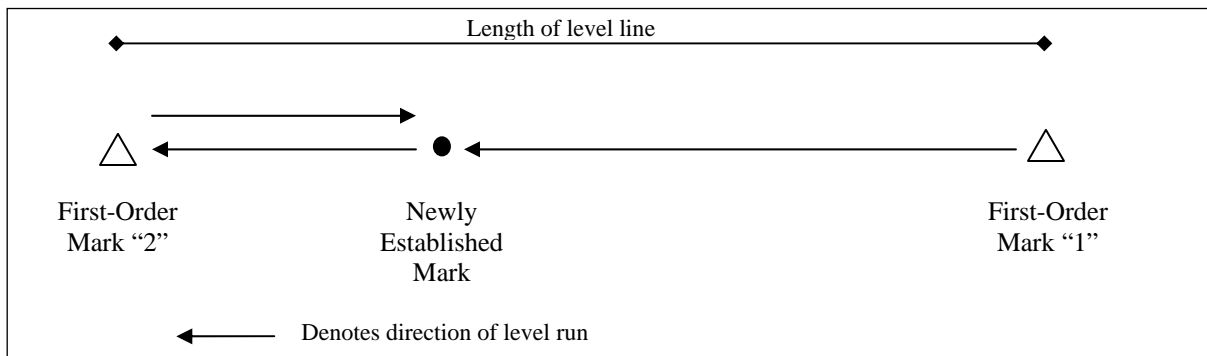 Length of level line
First-Order
Mark “2”
Newly
Established
Mark
First-Order
Mark “1”
Denotes direction of level run